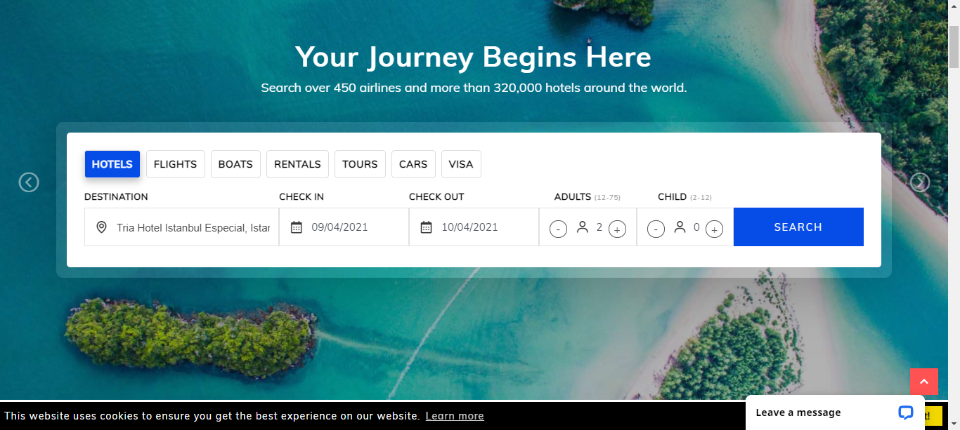 Your Journey Begins Here
Search over 450 airlines and more than 320,000 hotels around the world.
HOTELS FLIGHTS BOATS RENTALS TOURS CARS VISA
DESTINATION CHECK IN CHECK OUT ADULTS (12-75) CHILD (2-12)
Tria Hotel Istanbul Especial, Istan 09/04/2021 10/04/2021 - 2 + - 0 + SEARCH
This website uses cookies to ensure you get the best experience on our website. Learn more
Leave a message